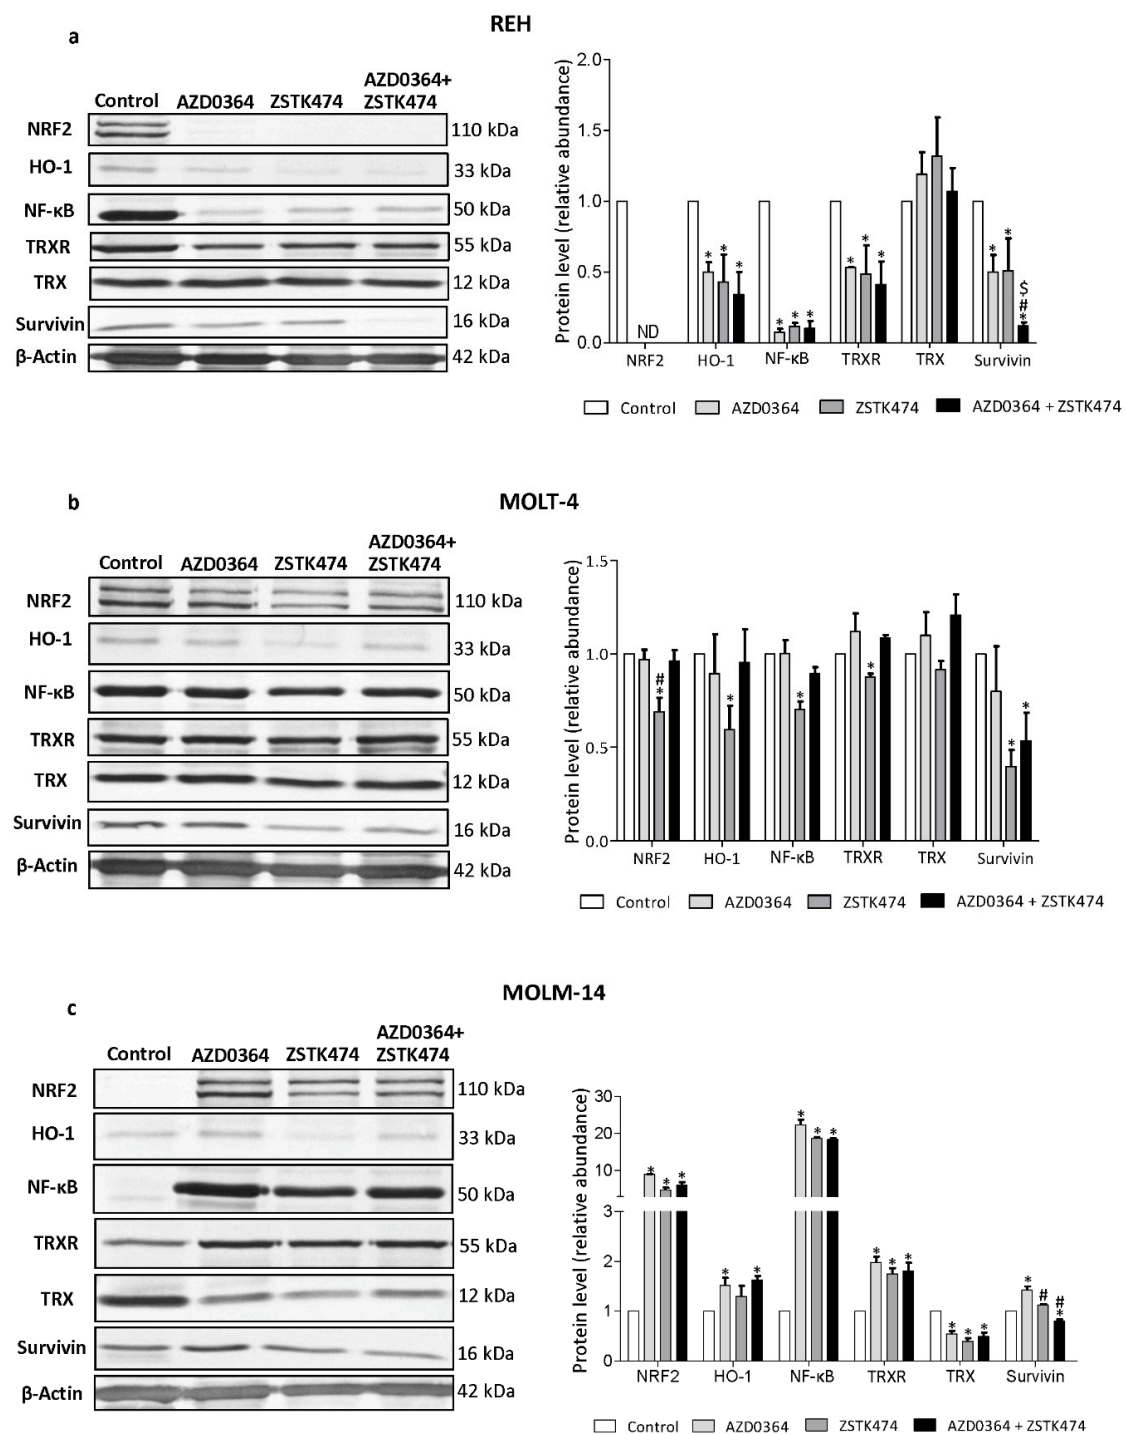 REH
a
Control AZD0364 ZSTK474 AZD0364+
ZSTK474
NRF2 110 kDa
HO-1 33 kDa
NF-κB 50 kDa
TRXR 55 kDa
TRX 12 kDa
Survivin 16 kDa
β-Actin 42 kDa
Protein level (relative abundance)
2.0
1.5
1.0
0.5
0.0
ND
* * *
* * *
* * *
* * $
#
*
NRF2 HO-1 NF-κB TRXR TRX Survivin
Control AZD0364 ZSTK474 AZD0364 + ZSTK474
MOLT-4
b
Control AZD0364 ZSTK474 AZD0364+
ZSTK474
NRF2 110 kDa
HO-1 33 kDa
NF-κB 50 kDa
TRXR 55 kDa
TRX 12 kDa
Survivin 16 kDa
β-Actin 42 kDa
Protein level (relative abundance)
1.5
1.0
0.5
0.0
#
*
*
*
*
* *
NRF2 HO-1 NF-κB TRXR TRX Survivin
Control AZD0364 ZSTK474 AZD0364 + ZSTK474
MOLM-14
c
Control AZD0364 ZSTK474 AZD0364+
ZSTK474
NRF2 110 kDa
HO-1 33 kDa
NF-κB 50 kDa
TRXR 55 kDa
TRX 12 kDa
Survivin 16 kDa
β-Actin 42 kDa
Protein level (relative abundance)
30
20
10
3
2
1
0
* * *
* *
* * *
* * *
* * *
* # #
*
NRF2 HO-1 NF-κB TRXR TRX Survivin
Control AZD0364 ZSTK474 AZD0364 + ZSTK474